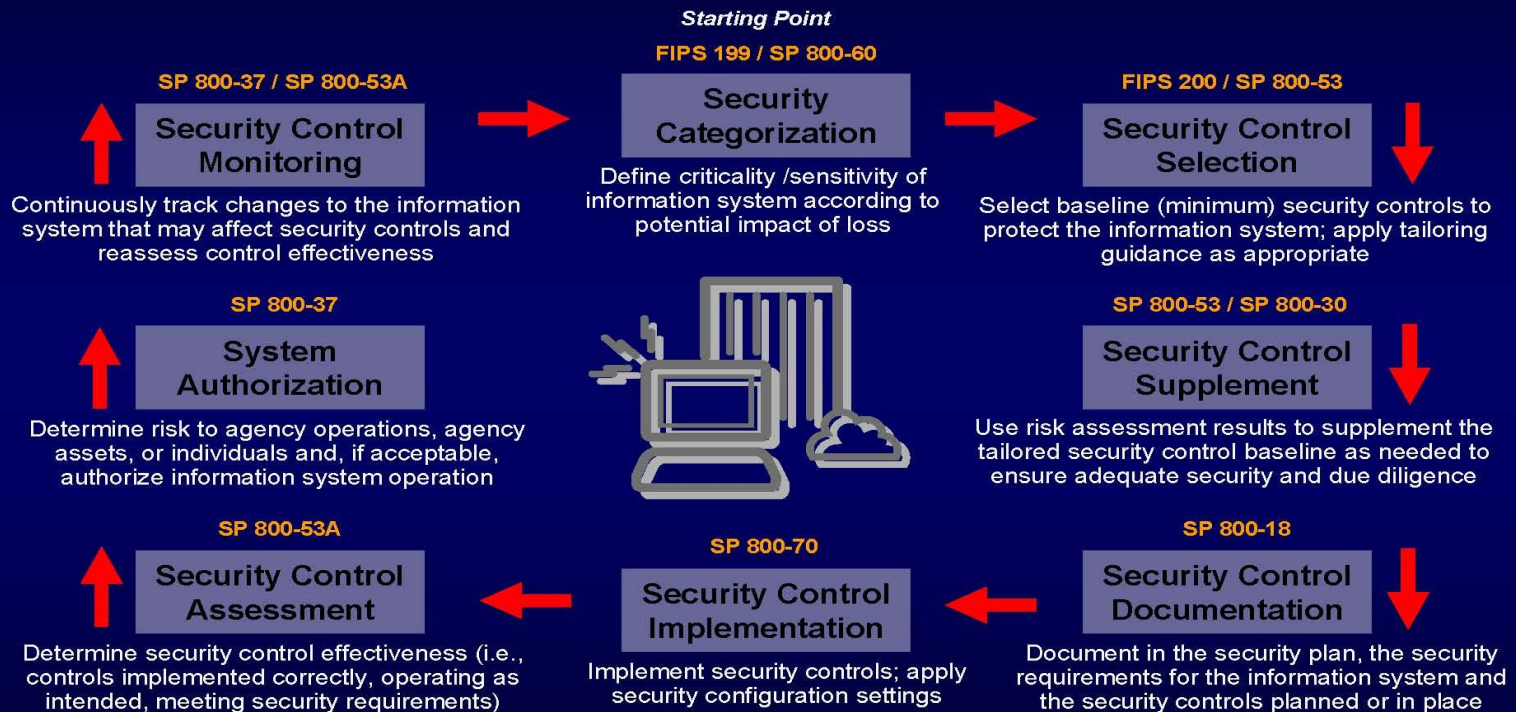 Starting Point
FIPS 199 / SP 800-60
Security
Categorization
Define criticality /sensitivity of
information system according to
potential impact of loss
FIPS 200 / SP 800-53
Security Control
Selection
Select baseline (minimum) security controls to
protect the information system; apply tailoring
guidance as appropriate
SP 800-53 / SP 800-30
Security Control
Supplement
Use risk assessment results to supplement the
tailored security control baseline as needed to
ensure adequate security and due diligence
SP 800-18
Security Control
Documentation
Document in the security plan, the security
requirements for the information system and
the security controls planned or in place
SP 800-70
Security Control
Implementation
Implement security controls; apply
security configuration settings
SP 800-53A
Security Control
Assessment
Determine security control effectiveness (i.e.,
controls implemented correctly, operating as
intended, meeting security requirements)
SP 800-37
System
Authorization
Determine risk to agency operations, agency
assets, or individuals and, if acceptable,
authorize information system operation
SP 800-37 / SP 800-53A
Security Control
Monitoring
Continuously track changes to the information
system that may affect security controls and
reassess control effectiveness